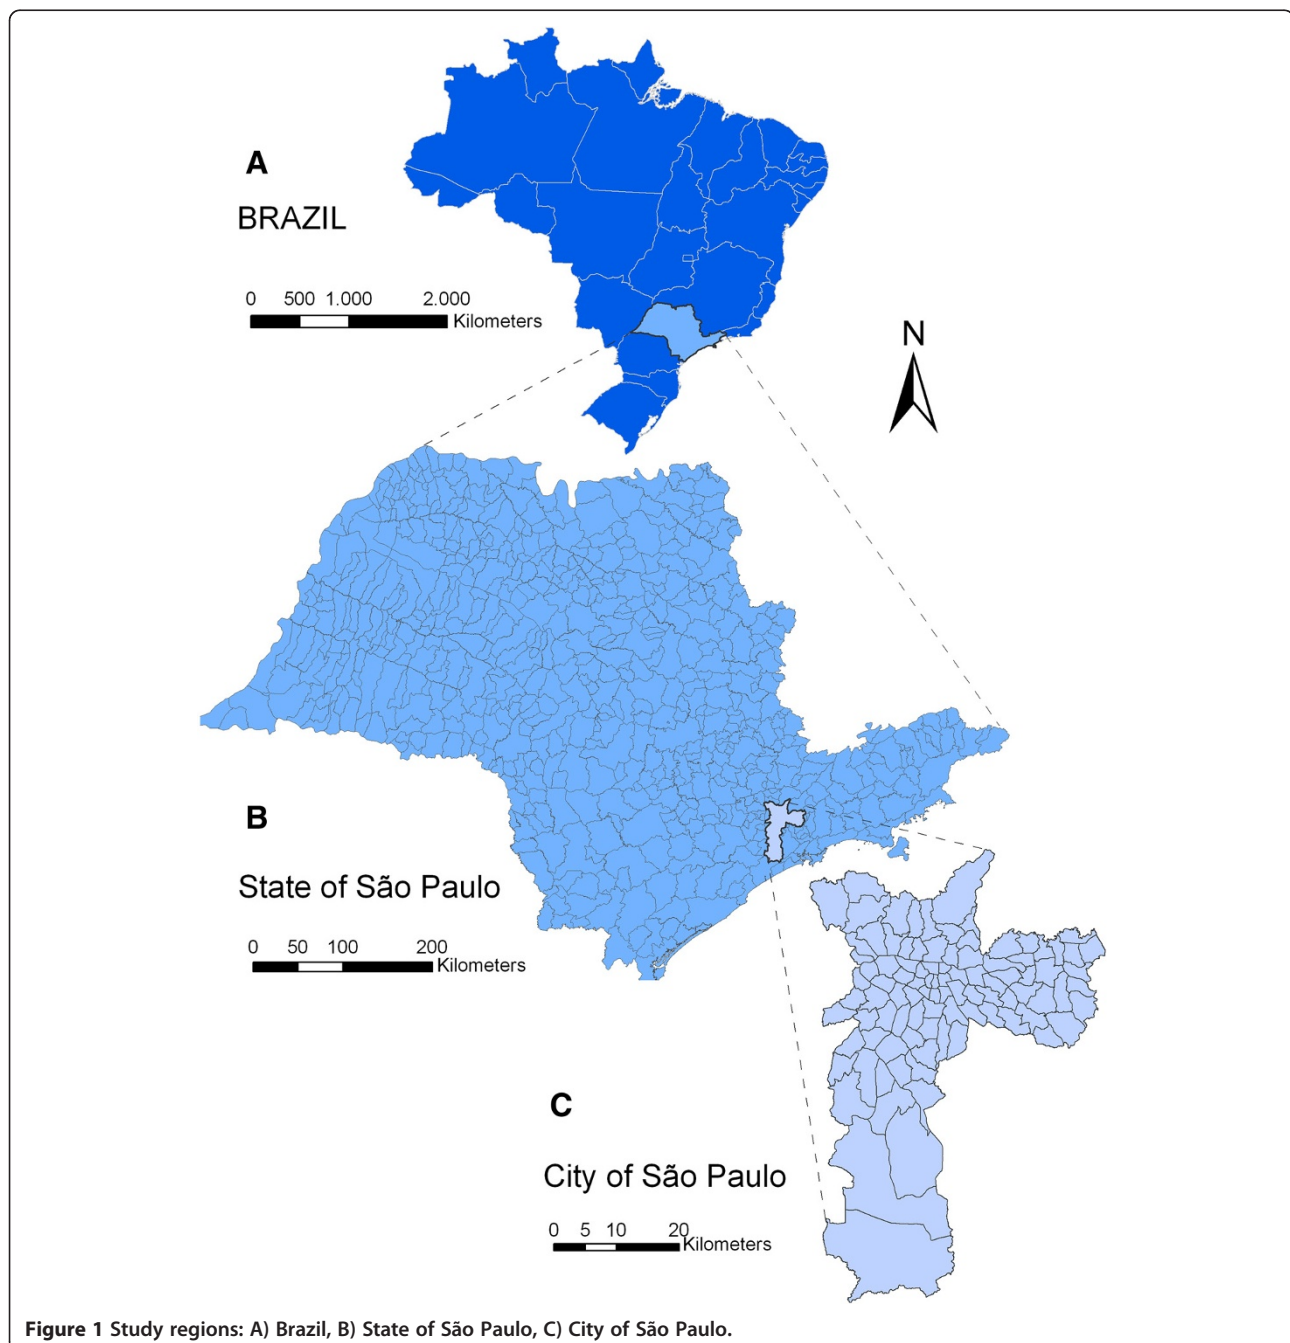 A
BRAZIL
0 500 1.000 2.000
Kilometers
N
B
State of São Paulo
0 50 100 200
Kilometers
C
City of São Paulo
0 5 10 20
Kilometers
Figure 1 Study regions: A) Brazil, B) State of São Paulo, C) City of São Paulo.